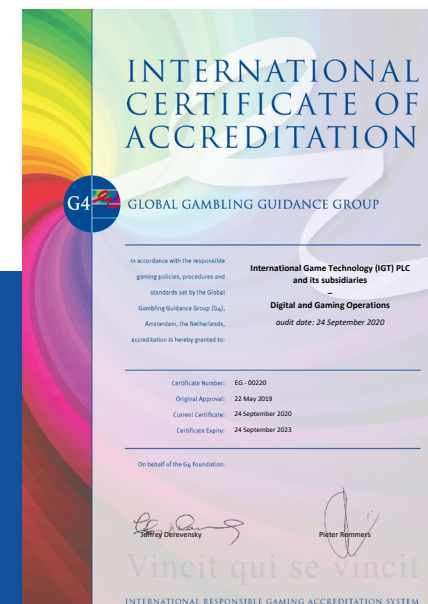 INTERNATIONAL
CERTIFICATE OF
ACCREDITATION
G4
GLOBAL GAMBLING GUIDANCE GROUP
In accordance with the responsible
gaming policies, procedures and
standards set by the Global
Gambling Guidance Group (G4),
Amsterdam, the Netherlands,
accreditation is hereby granted to:
International Game Technology (IGT) PLC
and its subsidiaries
–
Digital and Gaming Operations
audit date: 24 September 2020
Certificate Number: EG - 00220
Original Approval: 22 May 2019
Current Certificate: 24 September 2020
Certificate Expiry: 24 September 2023
On behalf of the G4 Foundation:
Jeffrey Derevensky
Pieter Remmers
Vincit qui se vincit
INTERNATIONAL RESPONSIBLE GAMING ACCREDITATION SYSTEM